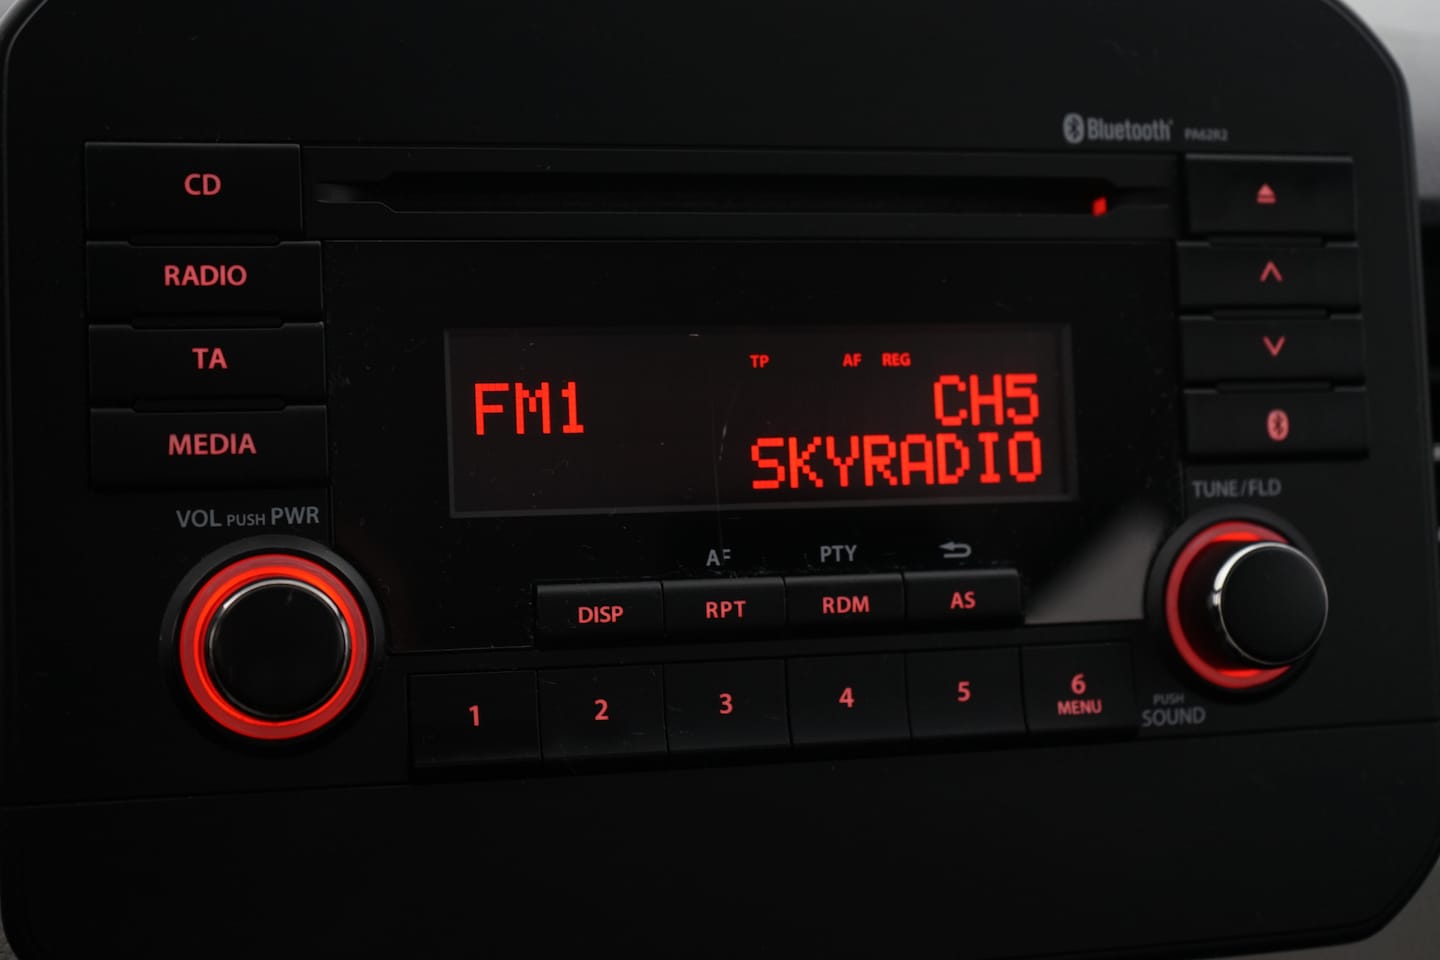 Bluetooth PA62R2
CD
RADIO
TA
MEDIA
TP AF REG
FM1 CH5
SKYRADIO
VOL PUSH PWR
TUNE/FLD
AF PTY
DISP RPT RDM AS
1 2 3 4 5 6
MENU
PUSH
SOUND